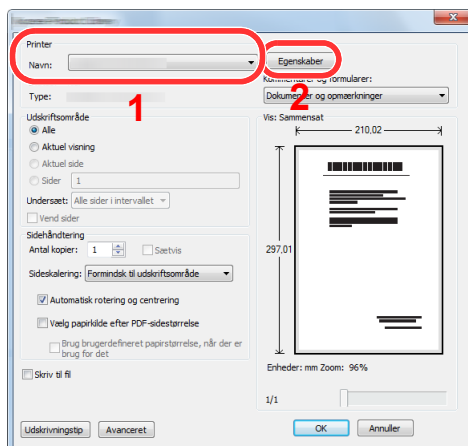 Printer
Navn:
Egenskaber
Kommentarer og formularer:
Type:
Dokumenter og opmærkninger
1
2
Udskriftsområde
Alle
Aktuel visning
Aktuel side
Sider 1
Undersæt: Alle sider i intervallet
Vend sider
Sidehåndtering
Antal kopier: 1 Sætvis
Sideskalering: Formindsk til udskriftsområde
Automatisk rotering og centrering
Vælg papirkilde efter PDF-sidestørrelse
Brug brugerdefineret papirstørrelse, når der er
brug for det
Skriv til fil
Udskrivningstip Avanceret
Vis: Sammensat
210,02
297,01
Enheder: mm Zoom: 96%
1/1
OK Annuller